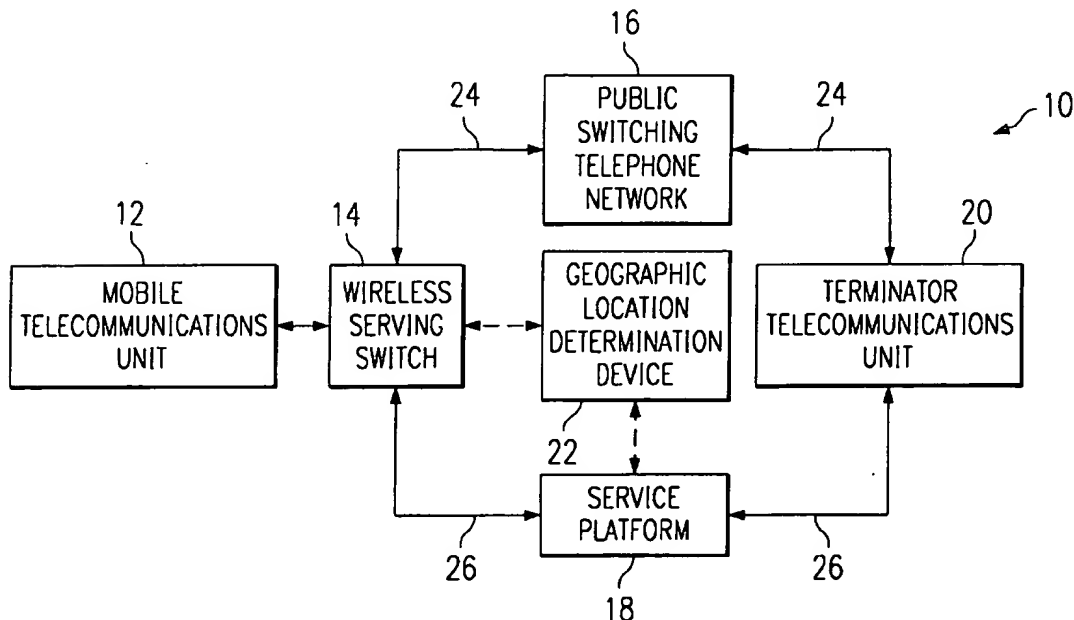 16
PUBLIC
SWITCHING
TELEPHONE
NETWORK
24
24
10
12
MOBILE
TELECOMMUNICATIONS
UNIT
14
WIRELESS
SERVING
SWITCH
GEOGRAPHIC
LOCATION
DETERMINATION
DEVICE
22
20
TERMINATOR
TELECOMMUNICATIONS
UNIT
SERVICE
PLATFORM
18
26
26